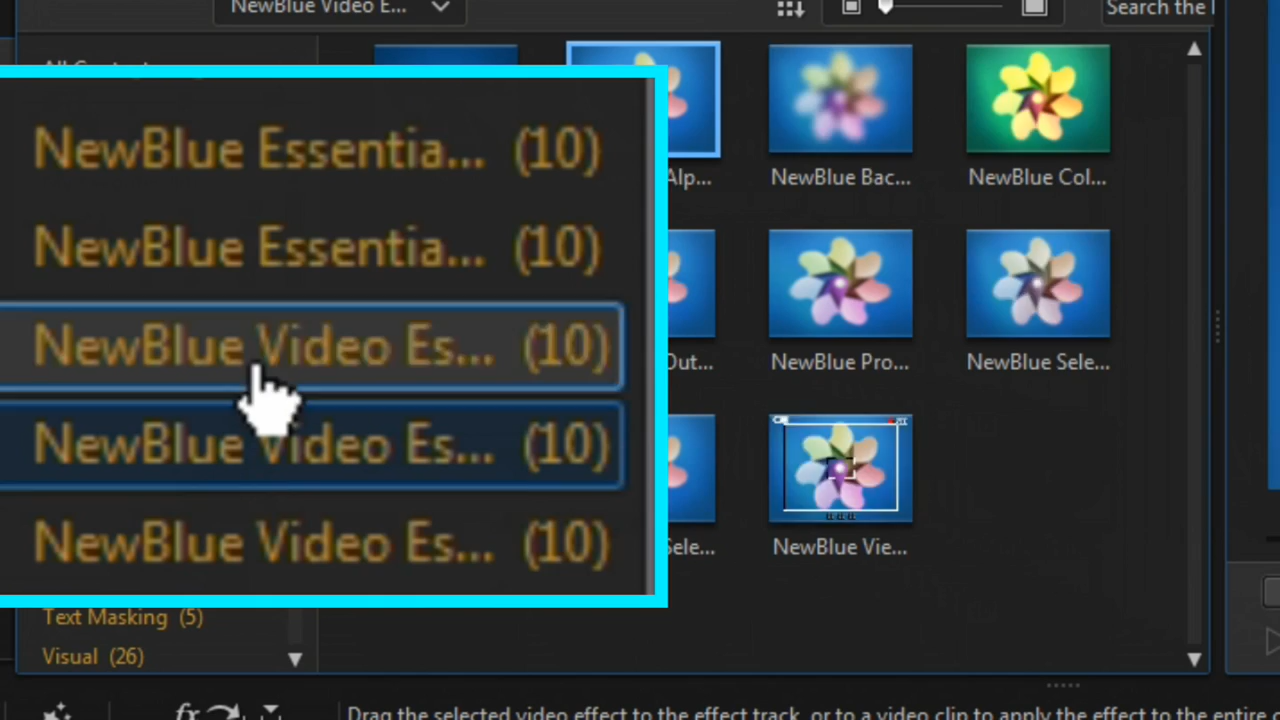 NewBlue Video E...
Search the
NewBlue Essentia... (10)
NewBlue Essentia... (10)
NewBlue Video Es... (10)
NewBlue Video Es... (10)
NewBlue Video Es... (10)
Alp...
NewBlue Bac...
NewBlue Col...
Out...
NewBlue Pro...
NewBlue Sele...
Sele...
NewBlue Vie...
Text Masking (5)
Visual (26)
fx
Drag the selected video effect to the effect track, or to a video clip to apply the effect to the entire